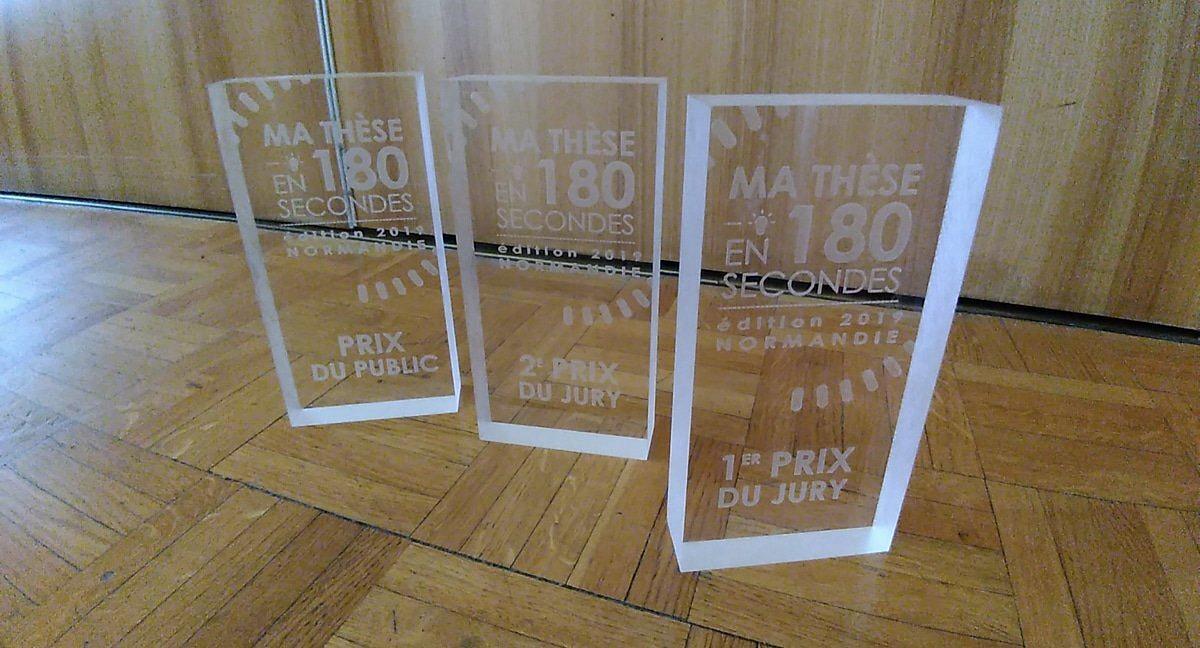 MA THÈSE
EN 180
SECONDES
édition 2019
NORMANDIE
PRIX
DU PUBLIC
MA THÈSE
EN 180
SECONDES
édition 2019
NORMANDIE
2E PRIX
DU JURY
MA THÈSE
EN 180
SECONDES
édition 2019
NORMANDIE
1ER PRIX
DU JURY